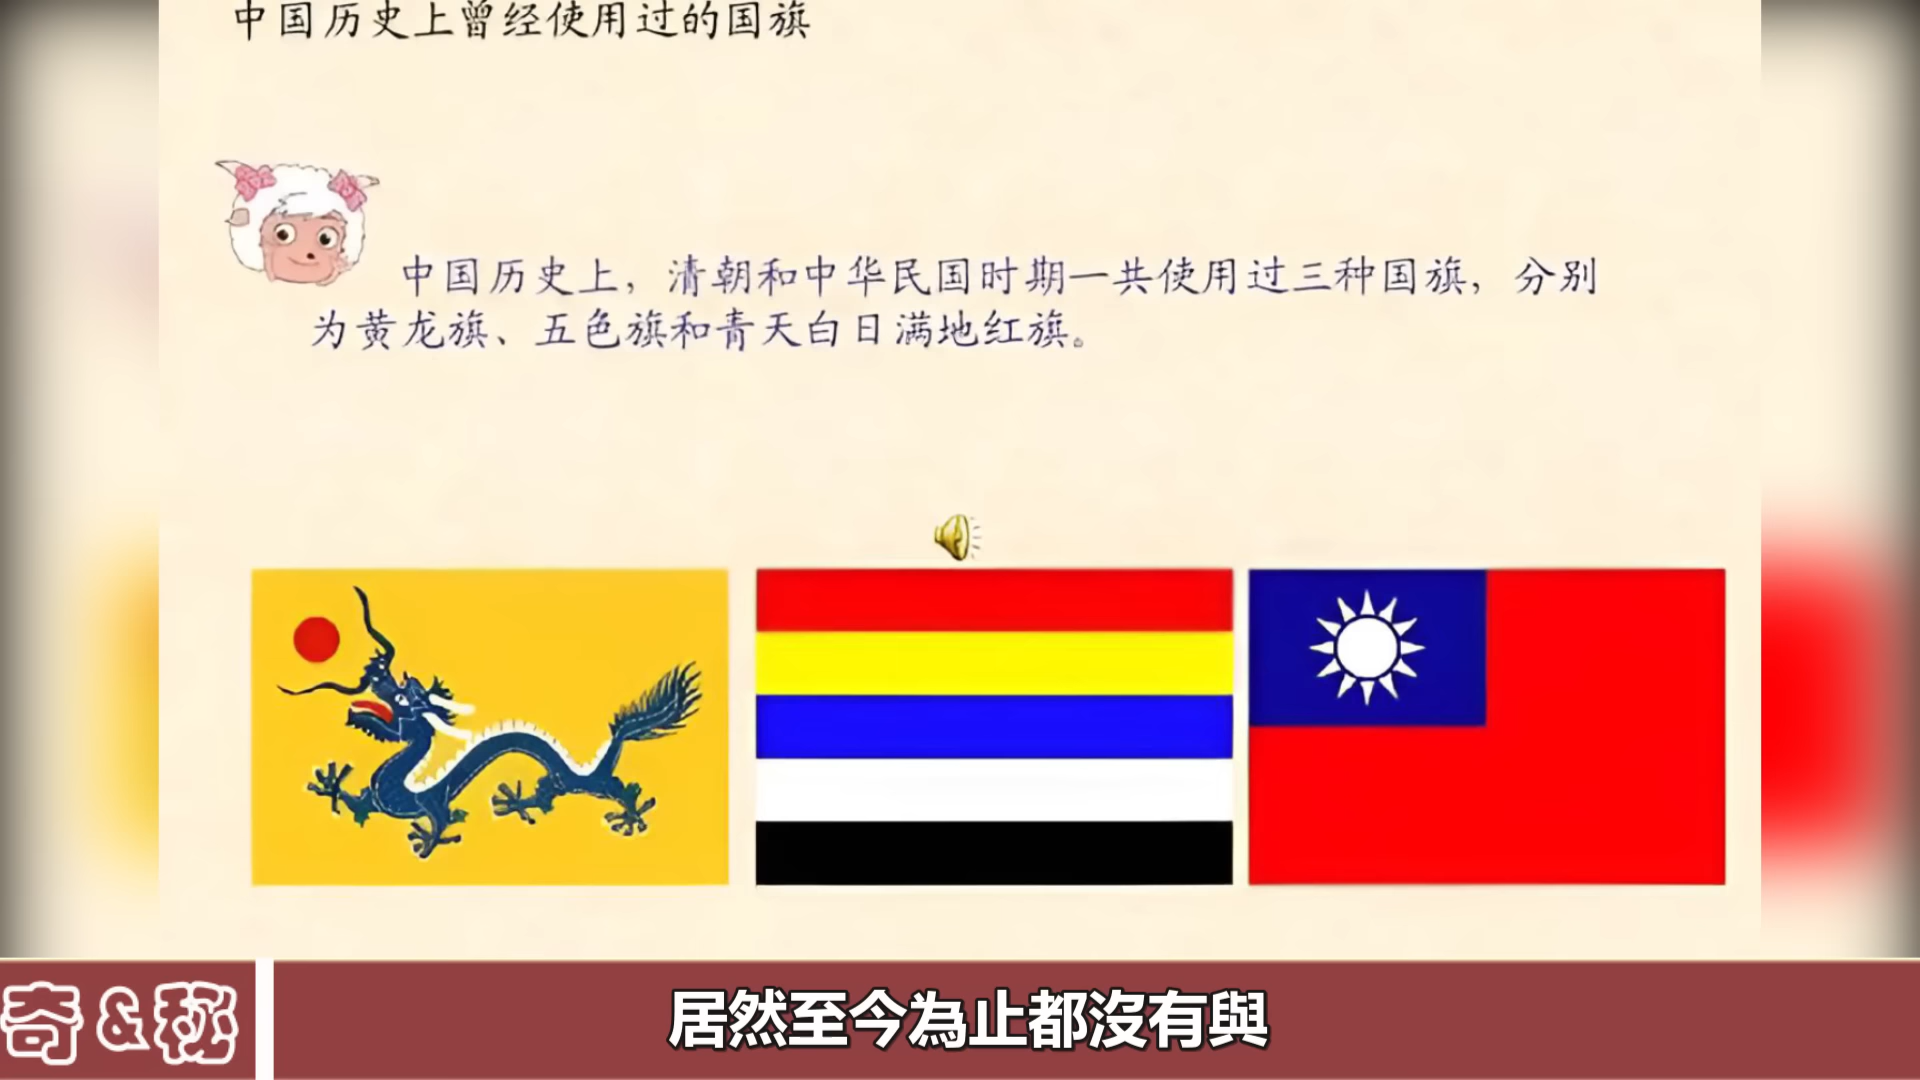 中国历史上曾经使用过的国旗
中国历史上，清朝和中华民国时期一共使用过三种国旗，分别
为黄龙旗、五色旗和青天白日满地红旗。
奇&秘
居然至今為止都沒有與